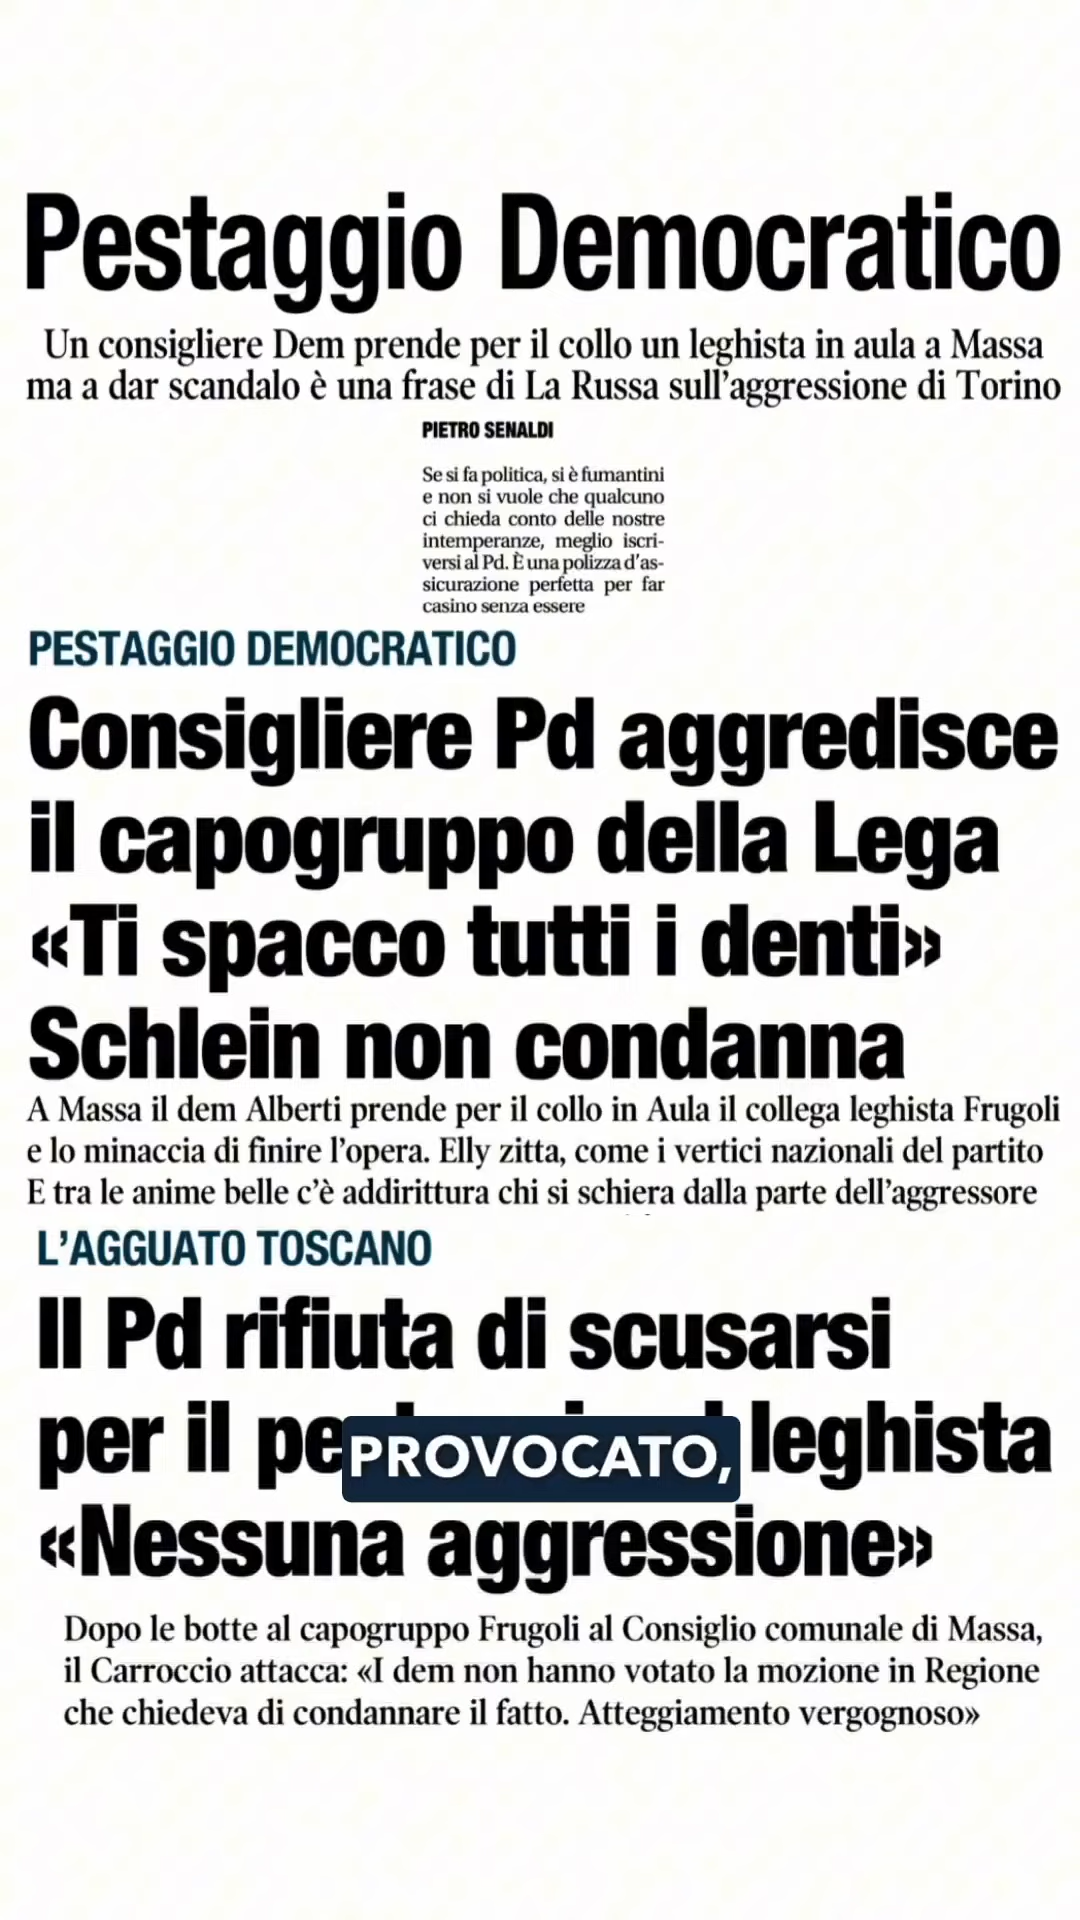 Pestaggio Democratico
Un consigliere Dem prende per il collo un leghista in aula a Massa
ma a dar scandalo è una frase di La Russa sull'aggressione di Torino
PIETRO SENALDI
Se si fa politica, si è fumantini
e non si vuole che qualcuno
ci chieda conto delle nostre
intemperanze, meglio iscri-
versi al Pd. È una polizza d'as-
sicurazione perfetta per far
casino senza essere
PESTAGGIO DEMOCRATICO
Consigliere Pd aggredisce
il capogruppo della Lega
«Ti spacco tutti i denti»
Schlein non condanna
A Massa il dem Alberti prende per il collo in Aula il collega leghista Frugoli
e lo minaccia di finire l'opera. Elly zitta, come i vertici nazionali del partito
E tra le anime belle c'è addirittura chi si schiera dalla parte dell'aggressore
L'AGGUATO TOSCANO
Il Pd rifiuta di scusarsi
per il leghista
PROVOCATO,
«Nessuna aggressione»
Dopo le botte al capogruppo Frugoli al Consiglio comunale di Massa,
il Carroccio attacca: «I dem non hanno votato la mozione in Regione
che chiedeva di condannare il fatto. Atteggiamento vergognoso»